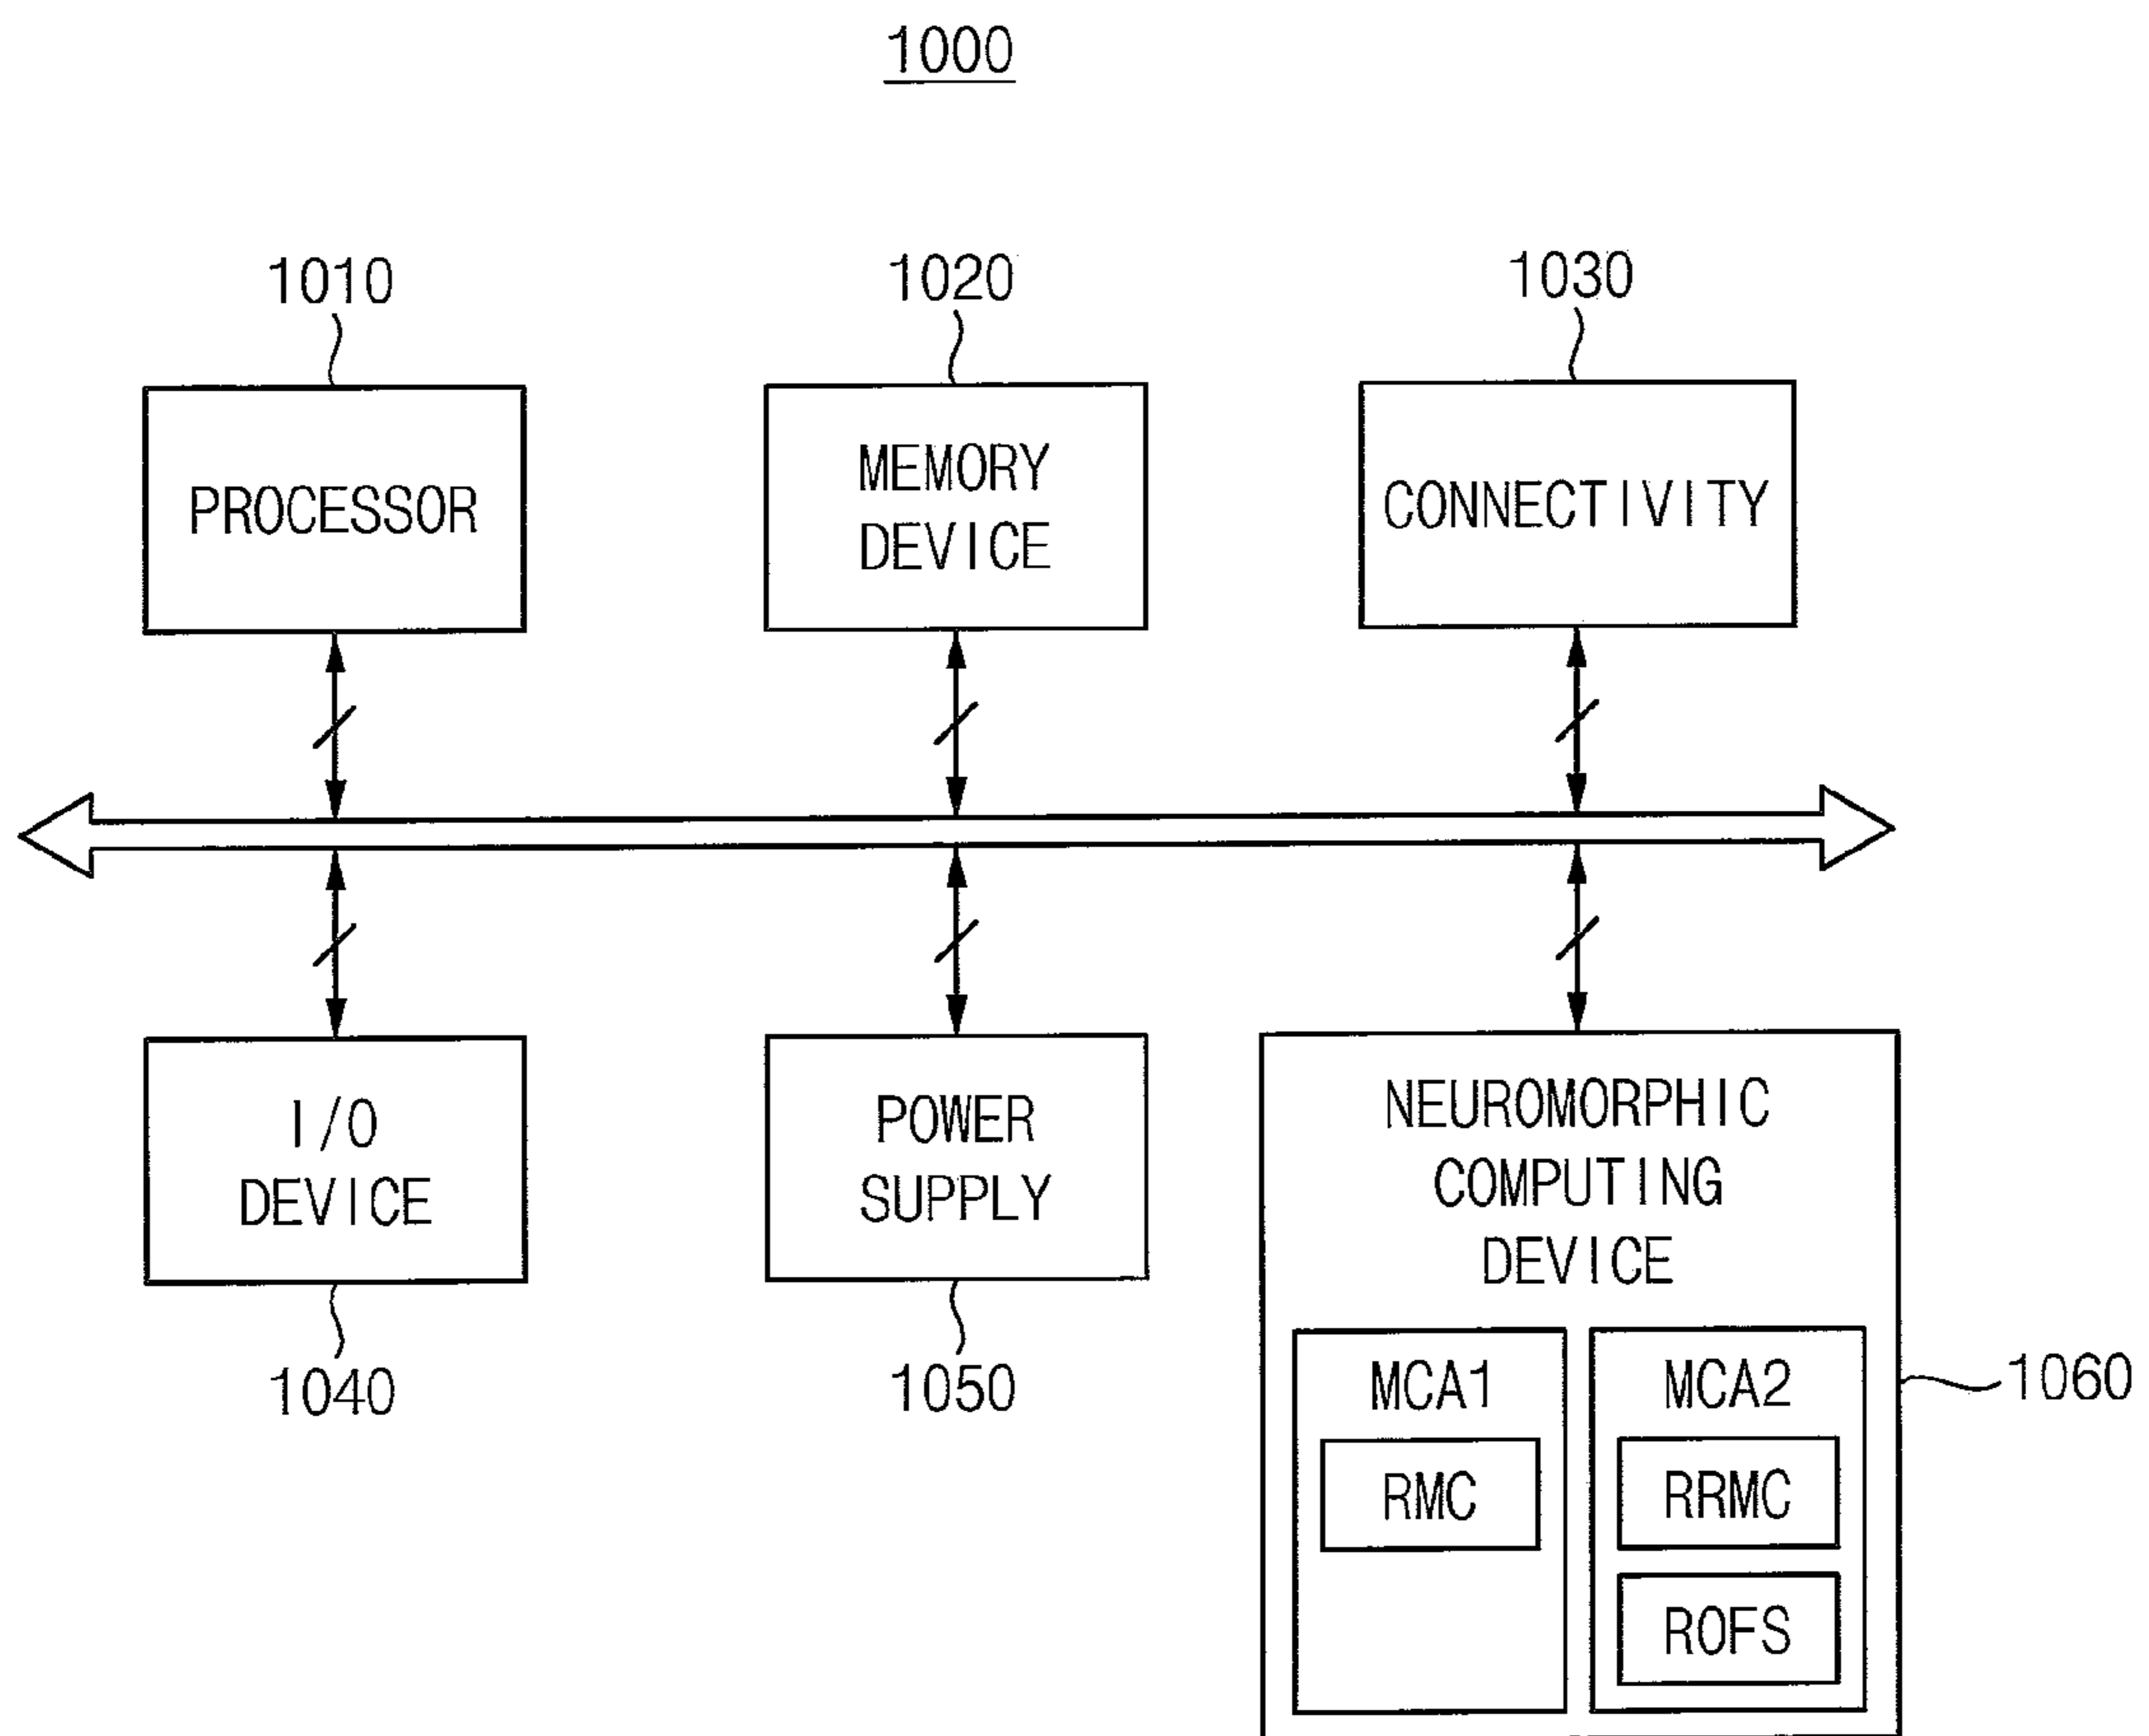 1000
1010
1020
1030
PROCESSOR
MEMORY
DEVICE
CONNECTIVITY
I/O
DEVICE
POWER
SUPPLY
NEUROMORPHIC
COMPUTING
DEVICE
MCA1
RMC
MCA2
RRMC
ROFS
1040
1050
1060